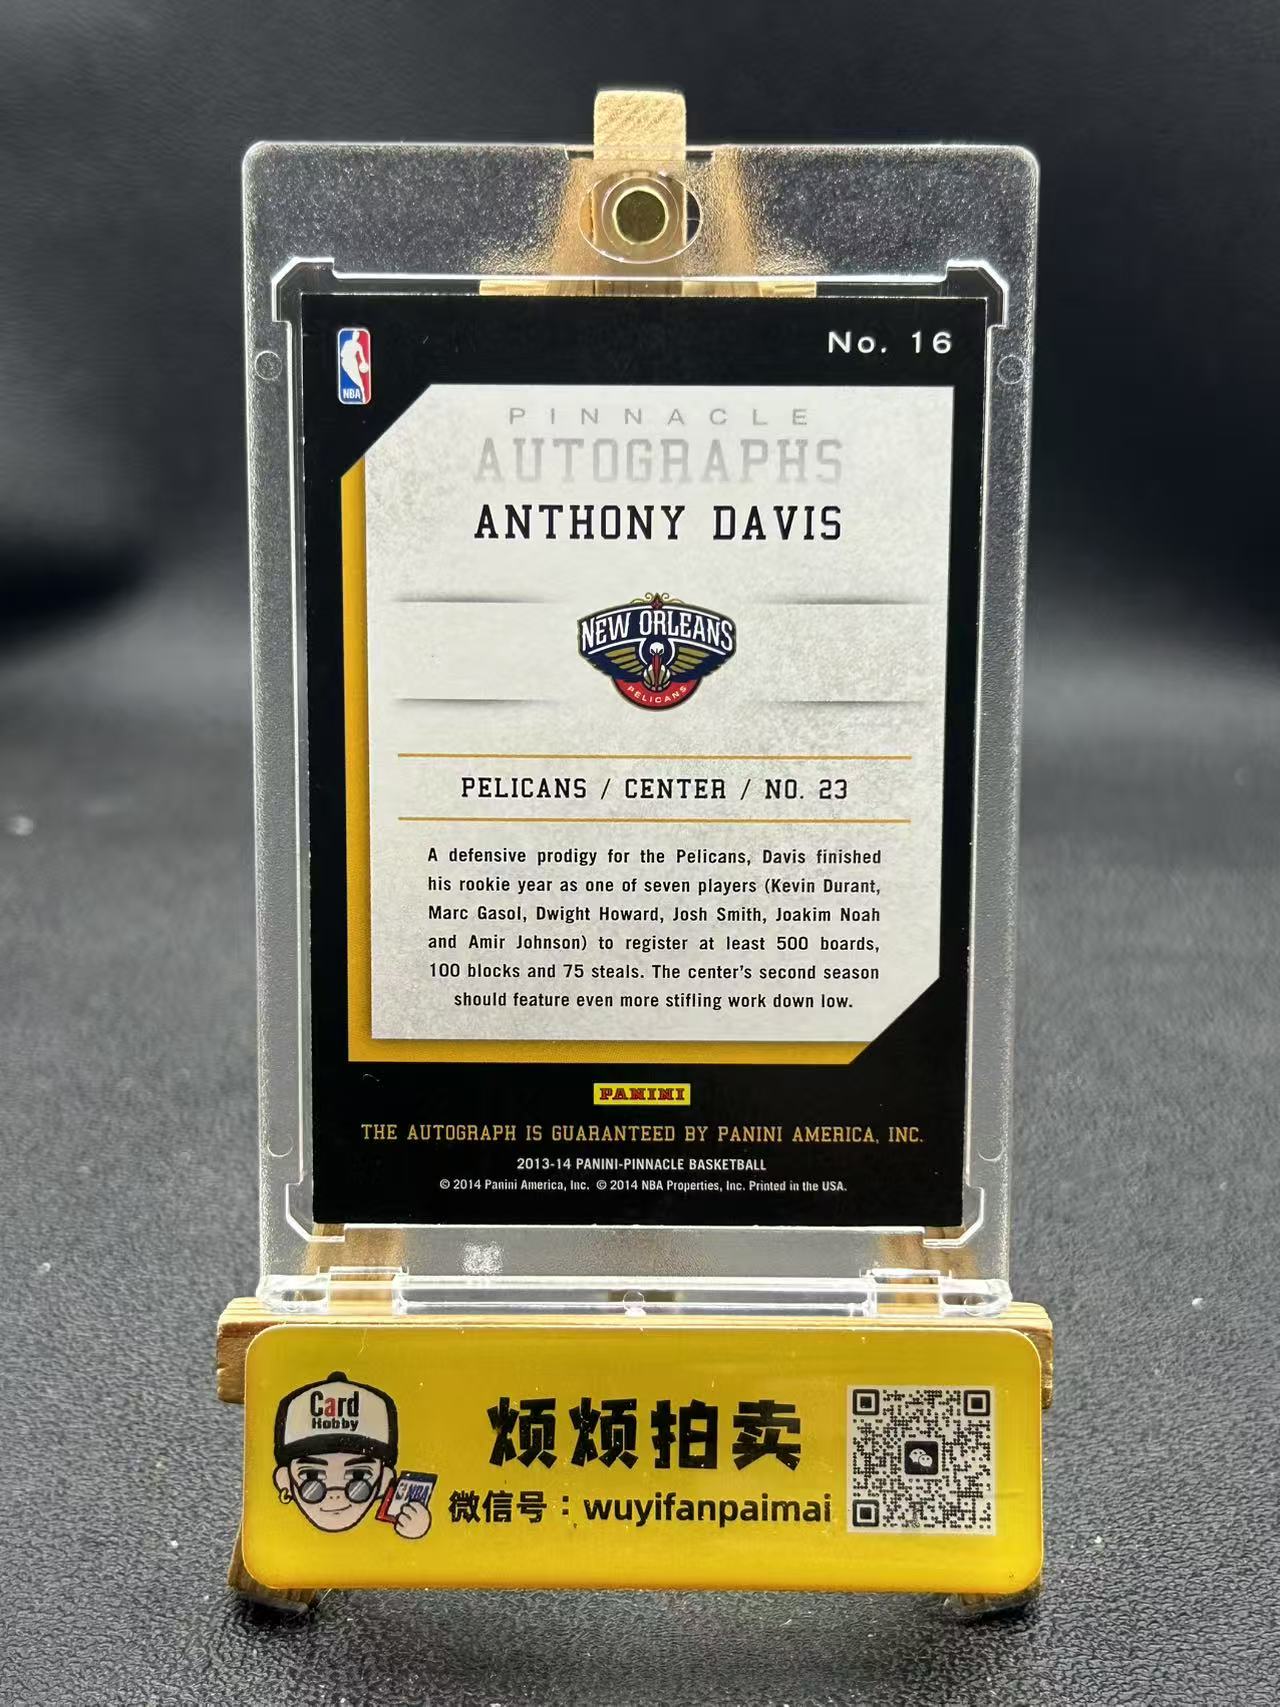 No. 16
NBA
PINNACLE
AUTOGRAPHS
ANTHONY DAVIS
NEW ORLEANS
PELICANS
PELICANS / CENTER / NO. 23
A defensive prodigy for the Pelicans, Davis finished
his rookie year as one of seven players (Kevin Durant,
Marc Gasol, Dwight Howard, Josh Smith, Joakim Noah
and Amir Johnson) to register at least 500 boards,
100 blocks and 75 steals. The center's second season
should feature even more stifling work down low.
PANINI
THE AUTOGRAPH IS GUARANTEED BY PANINI AMERICA, INC.
2013-14 PANINI-PINNACLE BASKETBALL
© 2014 Panini America, Inc. © 2014 NBA Properties, Inc. Printed in the USA.
Card
Hobby
NBA
烦烦拍卖
微信号：wuyifanpaimai